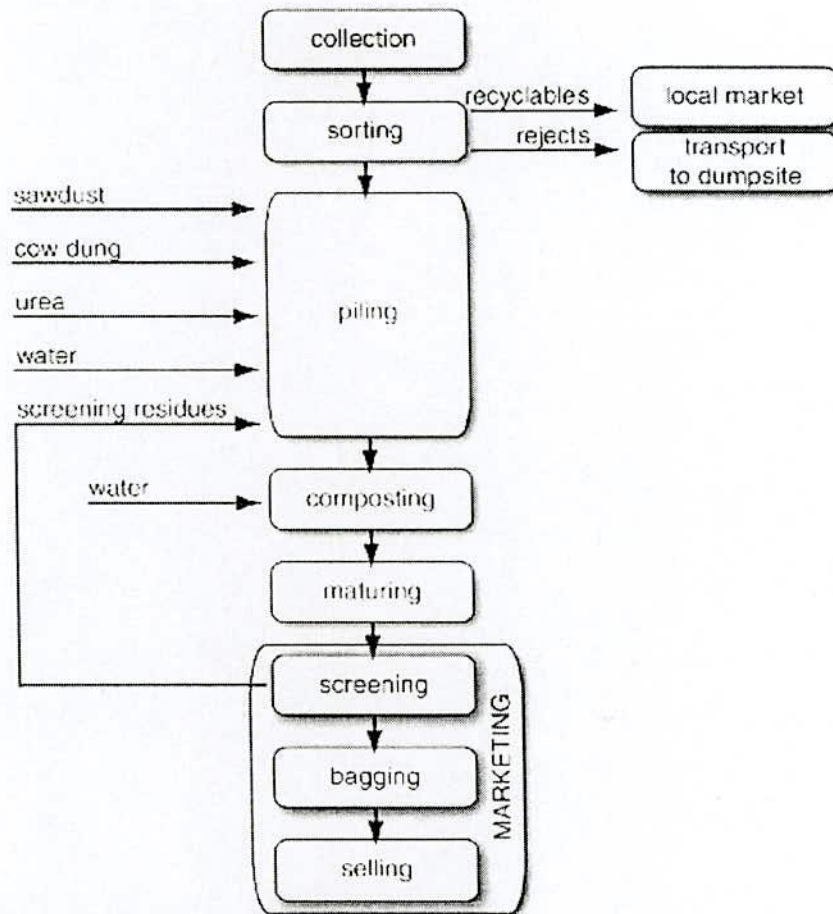 collection
recyclables
local market
sorting
rejects
transport
to dumpsite
sawdust
cow dung
urea
piling
water
screening residues
water
composting
maturing
screening
bagging
selling
MARKETING